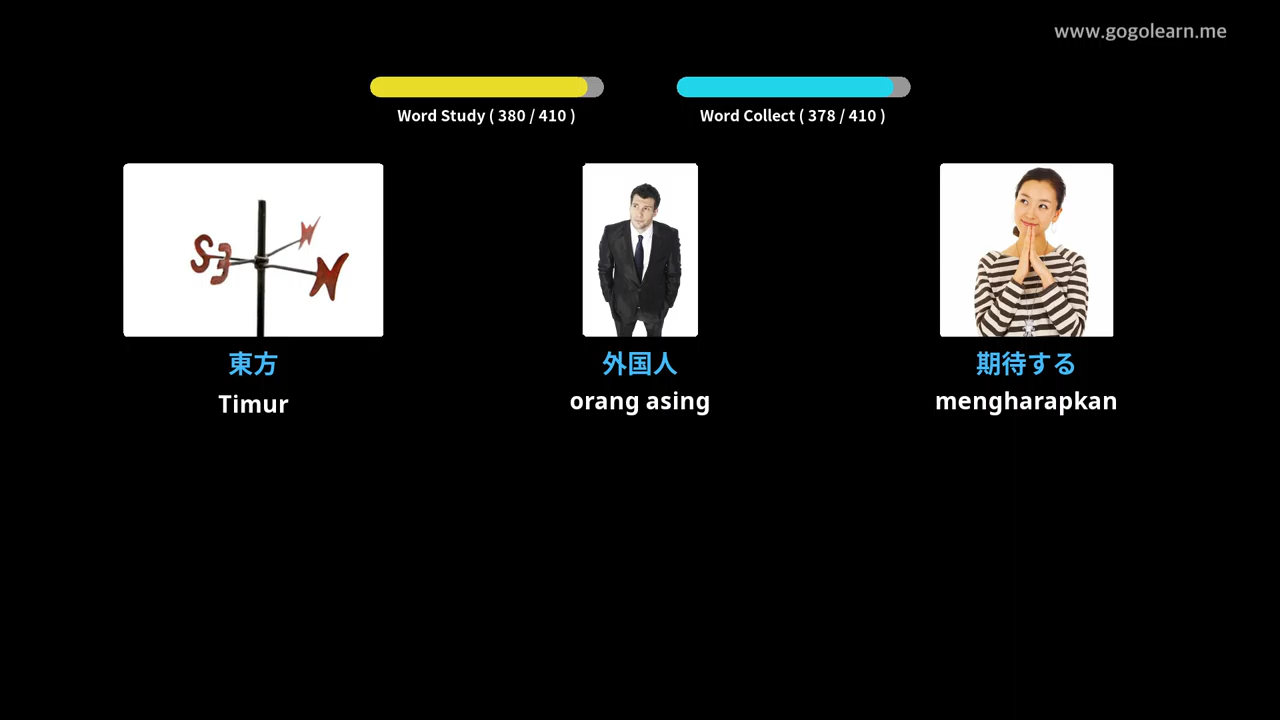 www.gogolearn.me
Word Study ( 380 / 410 )
Word Collect ( 378 / 410 )
S E N W
東方
外国人
期待する
Timur
orang asing
mengharapkan